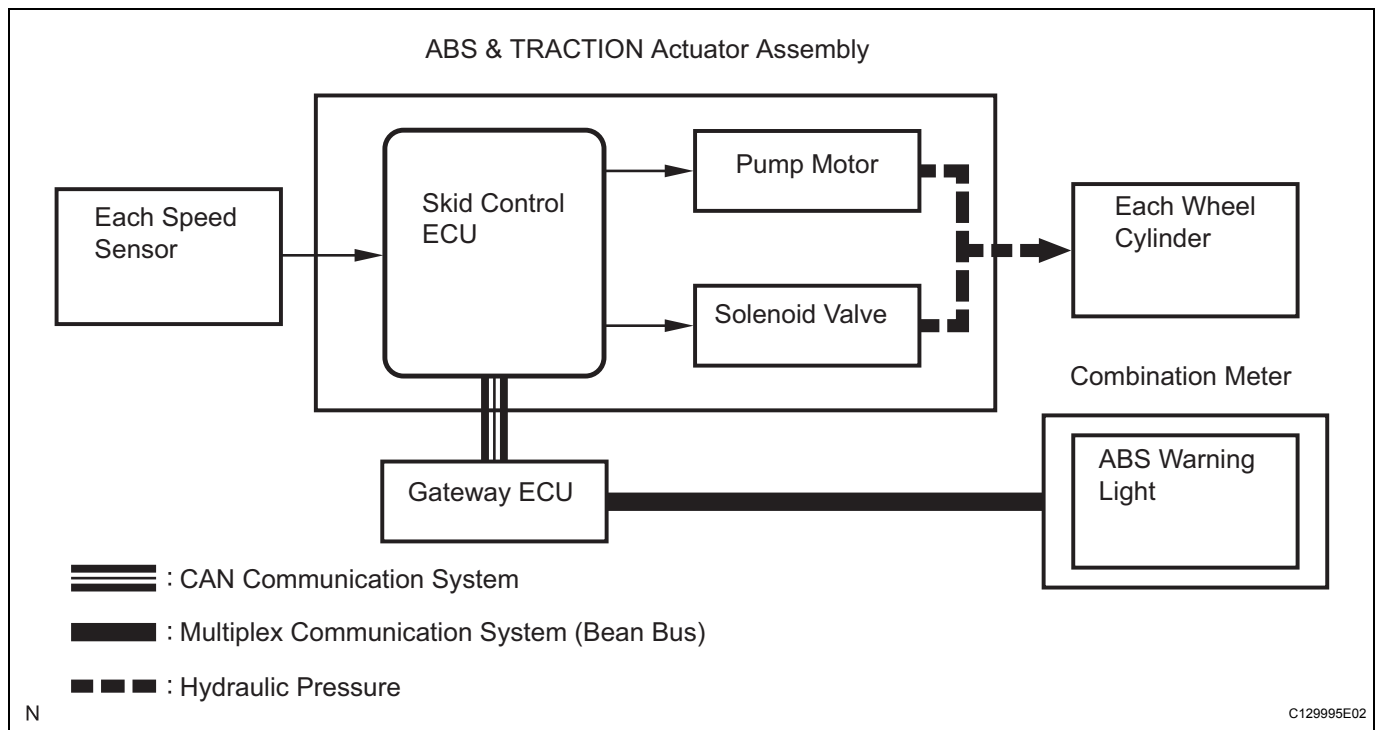 ABS & TRACTION Actuator Assembly
Each Speed
Sensor
Skid Control
ECU
Pump Motor
Solenoid Valve
Each Wheel
Cylinder
Combination Meter
ABS Warning
Light
Gateway ECU
: CAN Communication System
: Multiplex Communication System (Bean Bus)
: Hydraulic Pressure
N
C129995E02